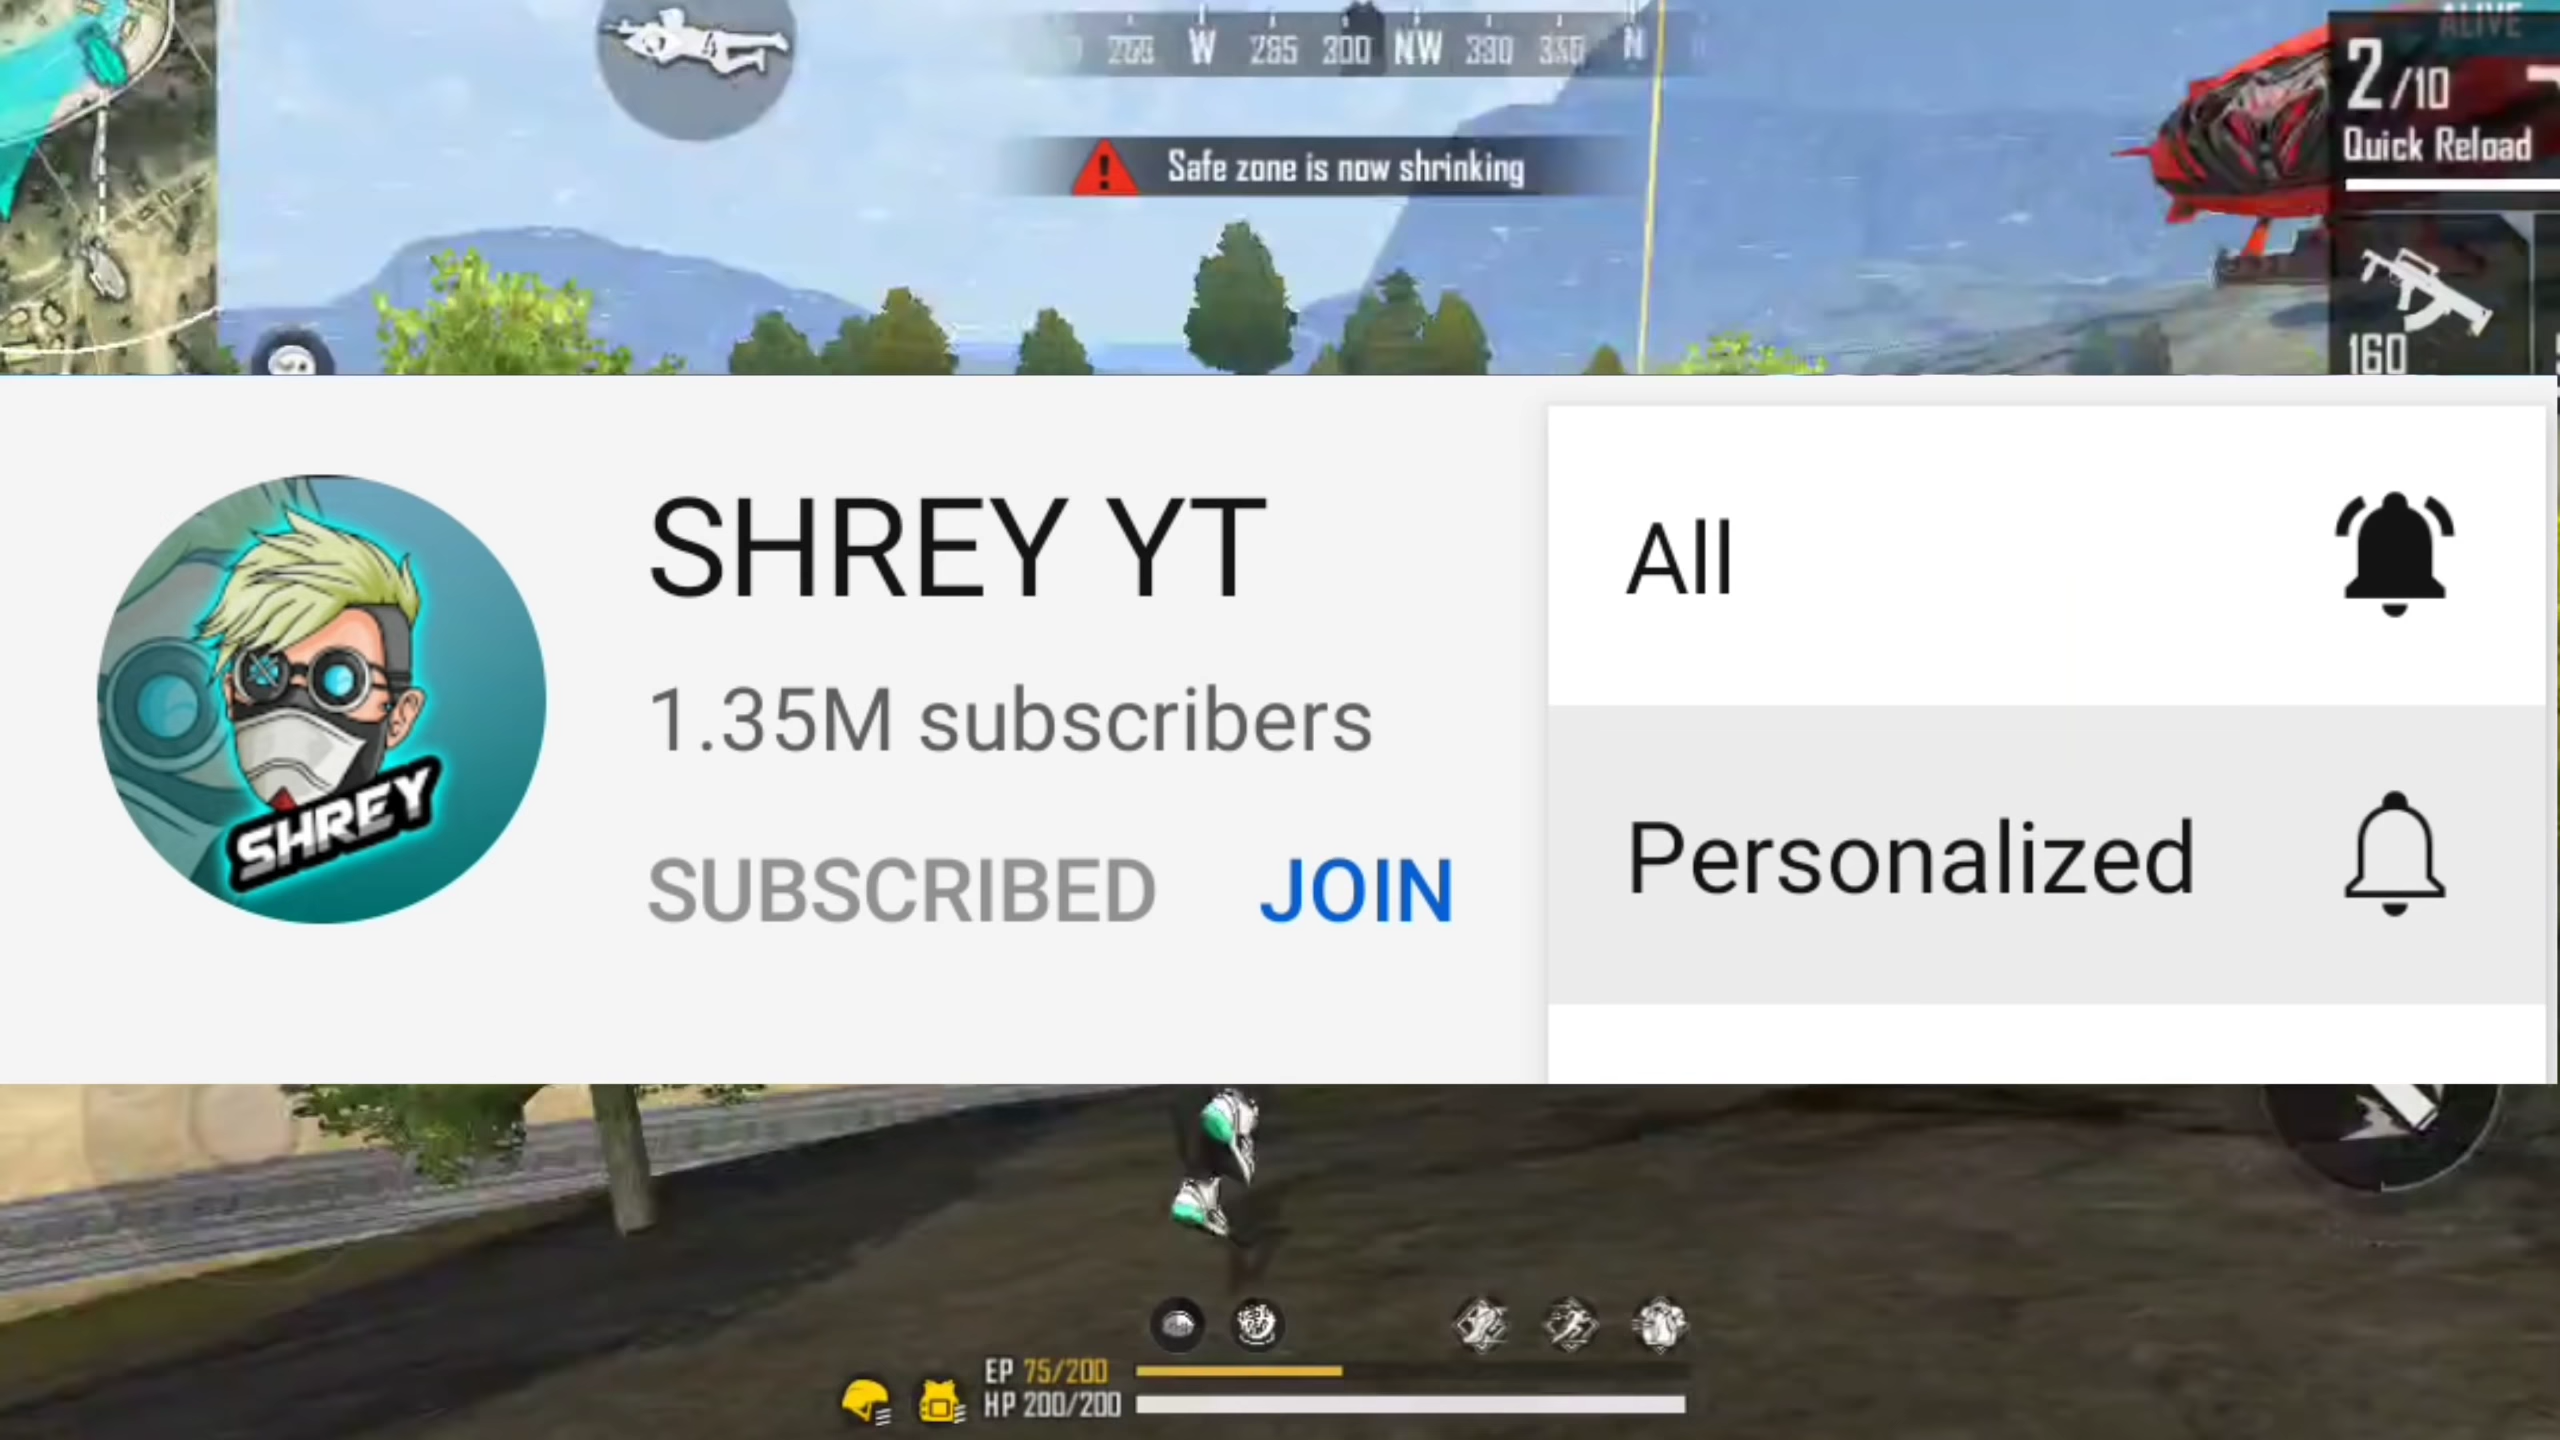 ALIVE
W 285 300 NW 330 N
2/10
Quick Reload
Safe zone is now shrinking
160
SHREY YT
1.35M subscribers
SUBSCRIBED JOIN
SHREY
All
Personalized
EP 75/200
HP 200/200